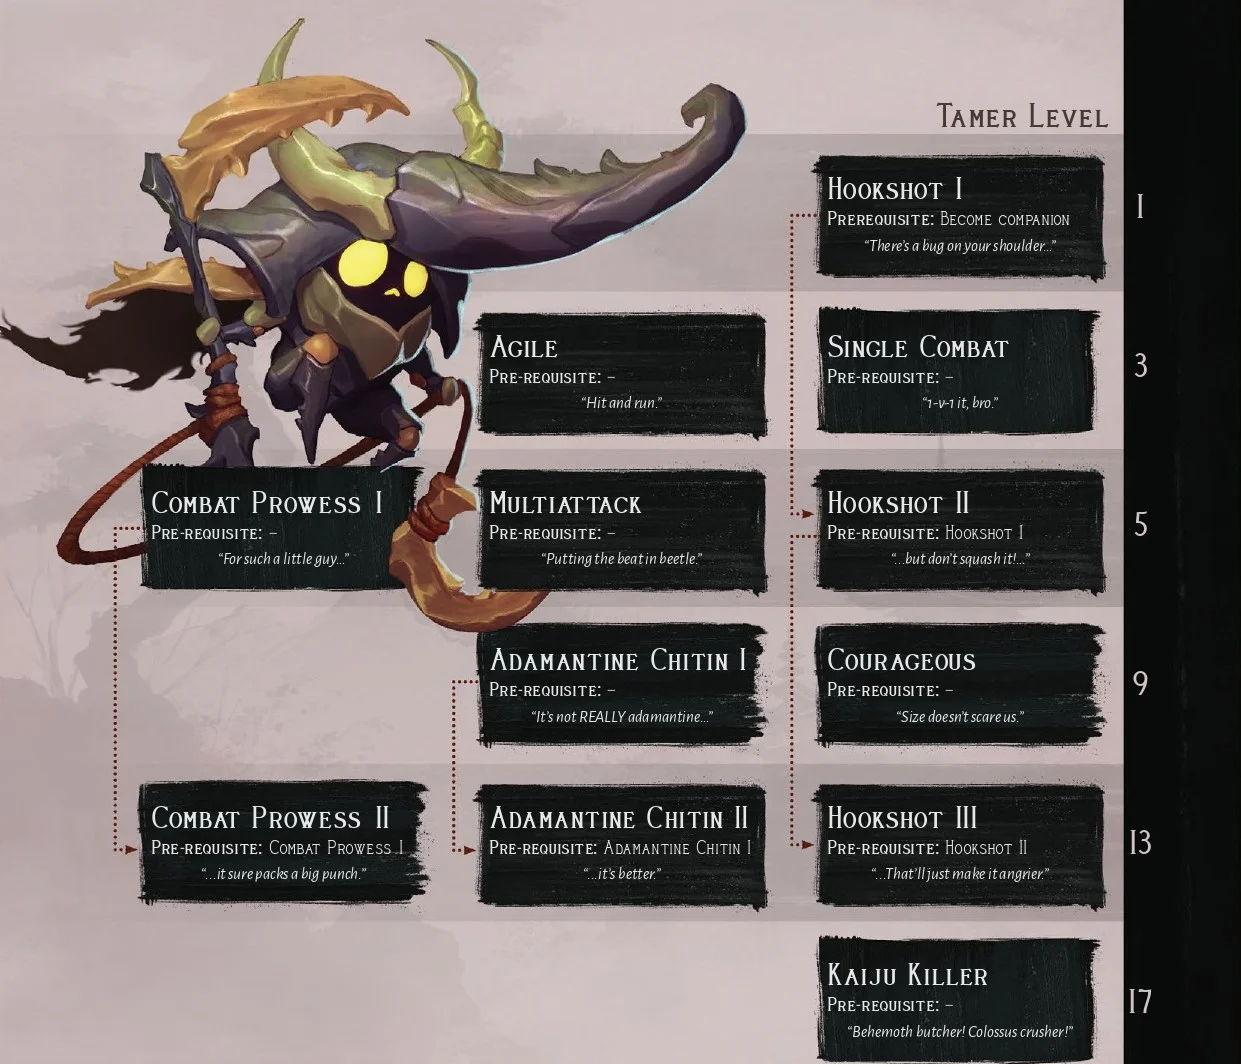 Tamer Level
Hookshot I
Prerequisite: Become companion
“There's a bug on your shoulder...”
1
Agile
Pre-requisite: –
“Hit and run.”
Single Combat
Pre-requisite: –
“1-v-1 it, bro.”
3
Combat Prowess I
Pre-requisite: –
“For such a little guy...”
Multiattack
Pre-requisite: –
“Putting the beat in beetle.”
Hookshot II
Pre-requisite: Hookshot I
“...but don't squash it!...”
5
Adamantine Chitin I
Pre-requisite: –
“It's not REALLY adamantine...”
Courageous
Pre-requisite: –
“Size doesn't scare us.”
9
Combat Prowess II
Pre-requisite: Combat Prowess I
“...it sure packs a big punch.”
Adamantine Chitin II
Pre-requisite: Adamantine Chitin I
“...it's better.”
Hookshot III
Pre-requisite: Hookshot II
“...That'll just make it angrier.”
13
Kaiju Killer
Pre-requisite: –
“Behemoth butcher! Colossus crusher!”
17